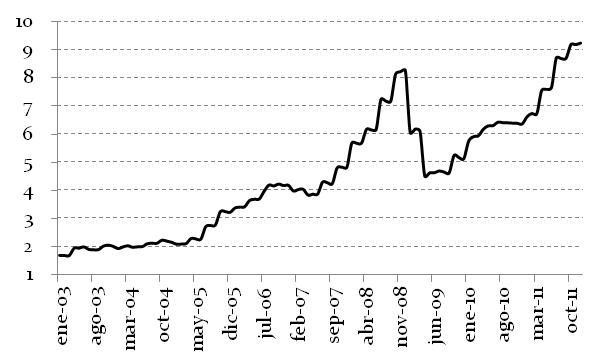 10
9
8
7
6
5
4
3
2
1
ene-03
ago-03
mar-04
oct-04
may-05
dic-05
jul-06
feb-07
sep-07
abr-08
nov-08
jun-09
ene-10
ago-10
mar-11
oct-11